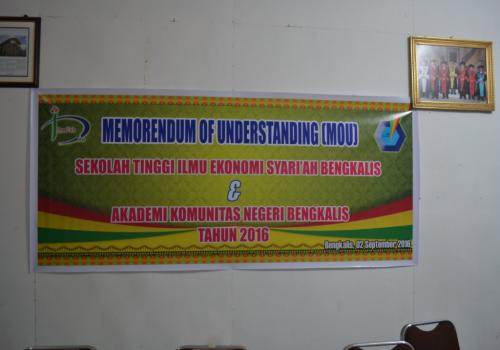 MEMORENDUM OF UNDERSTANDING (MOU)
SEKOLAH TINGGI ILMU EKONOMI SYARI'AH BENGKALIS
&
AKADEMI KOMUNITAS NEGERI BENGKALIS
TAHUN 2016
Bengkalis, 02 September, 2016